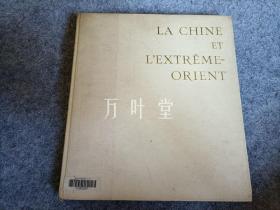 LA CHINE
ET
L'EXTRÊME-
ORIENT
万叶堂